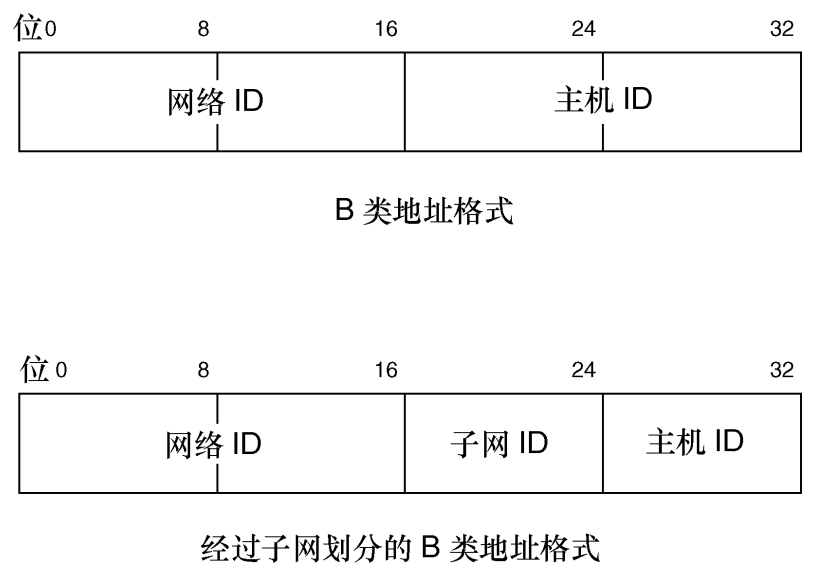 位 0 8 16 24 32
网络 ID 主机 ID
B 类地址格式
位 0 8 16 24 32
网络 ID 子网 ID 主机 ID
经过子网划分的 B 类地址格式